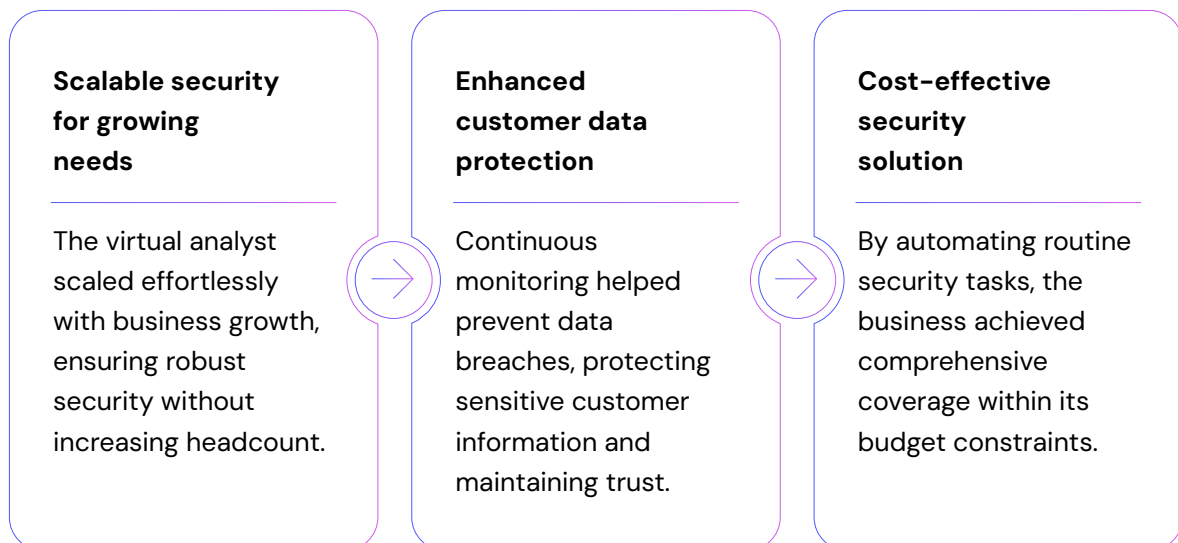 Scalable security
for growing
needs
The virtual analyst
scaled effortlessly
with business growth,
ensuring robust
security without
increasing headcount.
Enhanced
customer data
protection
Continuous
monitoring helped
prevent data
breaches, protecting
sensitive customer
information and
maintaining trust.
Cost-effective
security
solution
By automating routine
security tasks, the
business achieved
comprehensive
coverage within its
budget constraints.